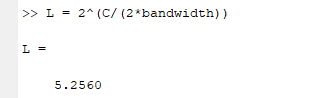 >> L = 2^(C/(2*bandwidth))
L =
5.2560